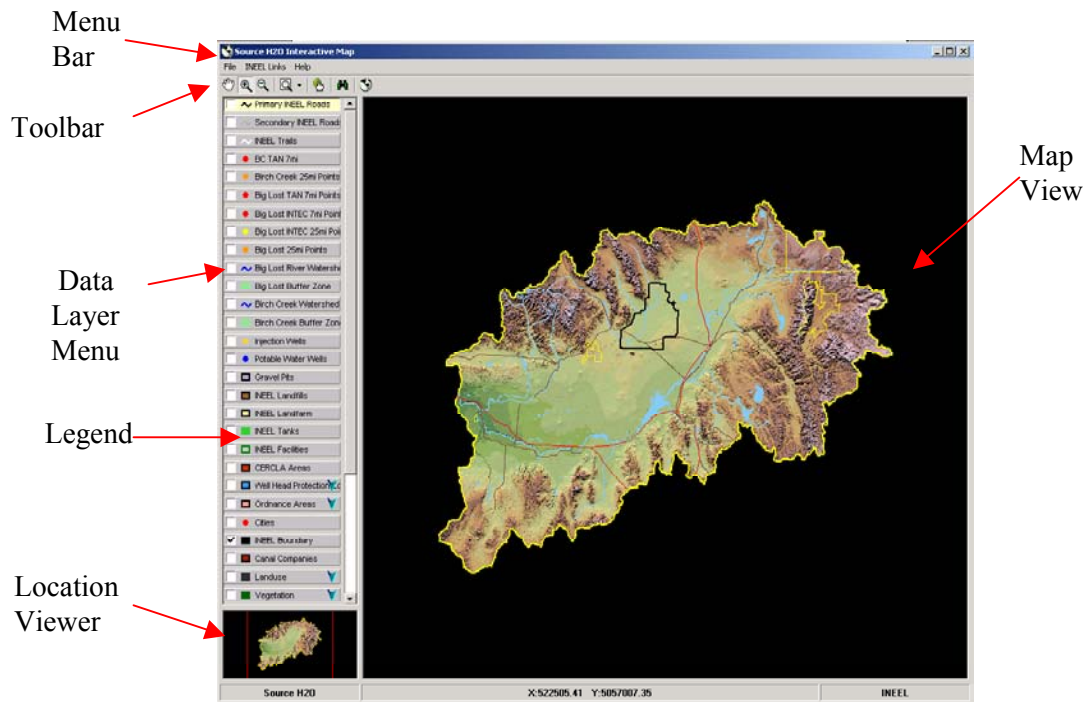 Menu
Bar
Source H2O Interactive Map
File INEEL Links Help
Toolbar
Primary INEEL Roads
Secondary INEEL Roads
INEEL Trails
BC TAN 7mi
Birch Creek 25mi Points
Big Lost TAN 7mi Points
Big Lost INTEC 7mi Poin
Big Lost INTEC 25mi Poi
Big Lost 25mi Points
Big Lost River Watershe
Big Lost Buffer Zone
Birch Creek Watershed
Birch Creek Buffer Zon
Injection Wells
Potable Water Wells
Gravel Pits
INEEL Landfills
INEEL Landfarm
INEEL Tanks
INEEL Facilities
CERCLA Areas
Well Head Protection
Ordnance Areas
Cities
INEEL Boundary
Canal Companies
Landuse
Vegetation
Map
View
Data
Layer
Menu
Legend
Location
Viewer
Source H2O
X:522505.41 Y:5057007.35
INEEL